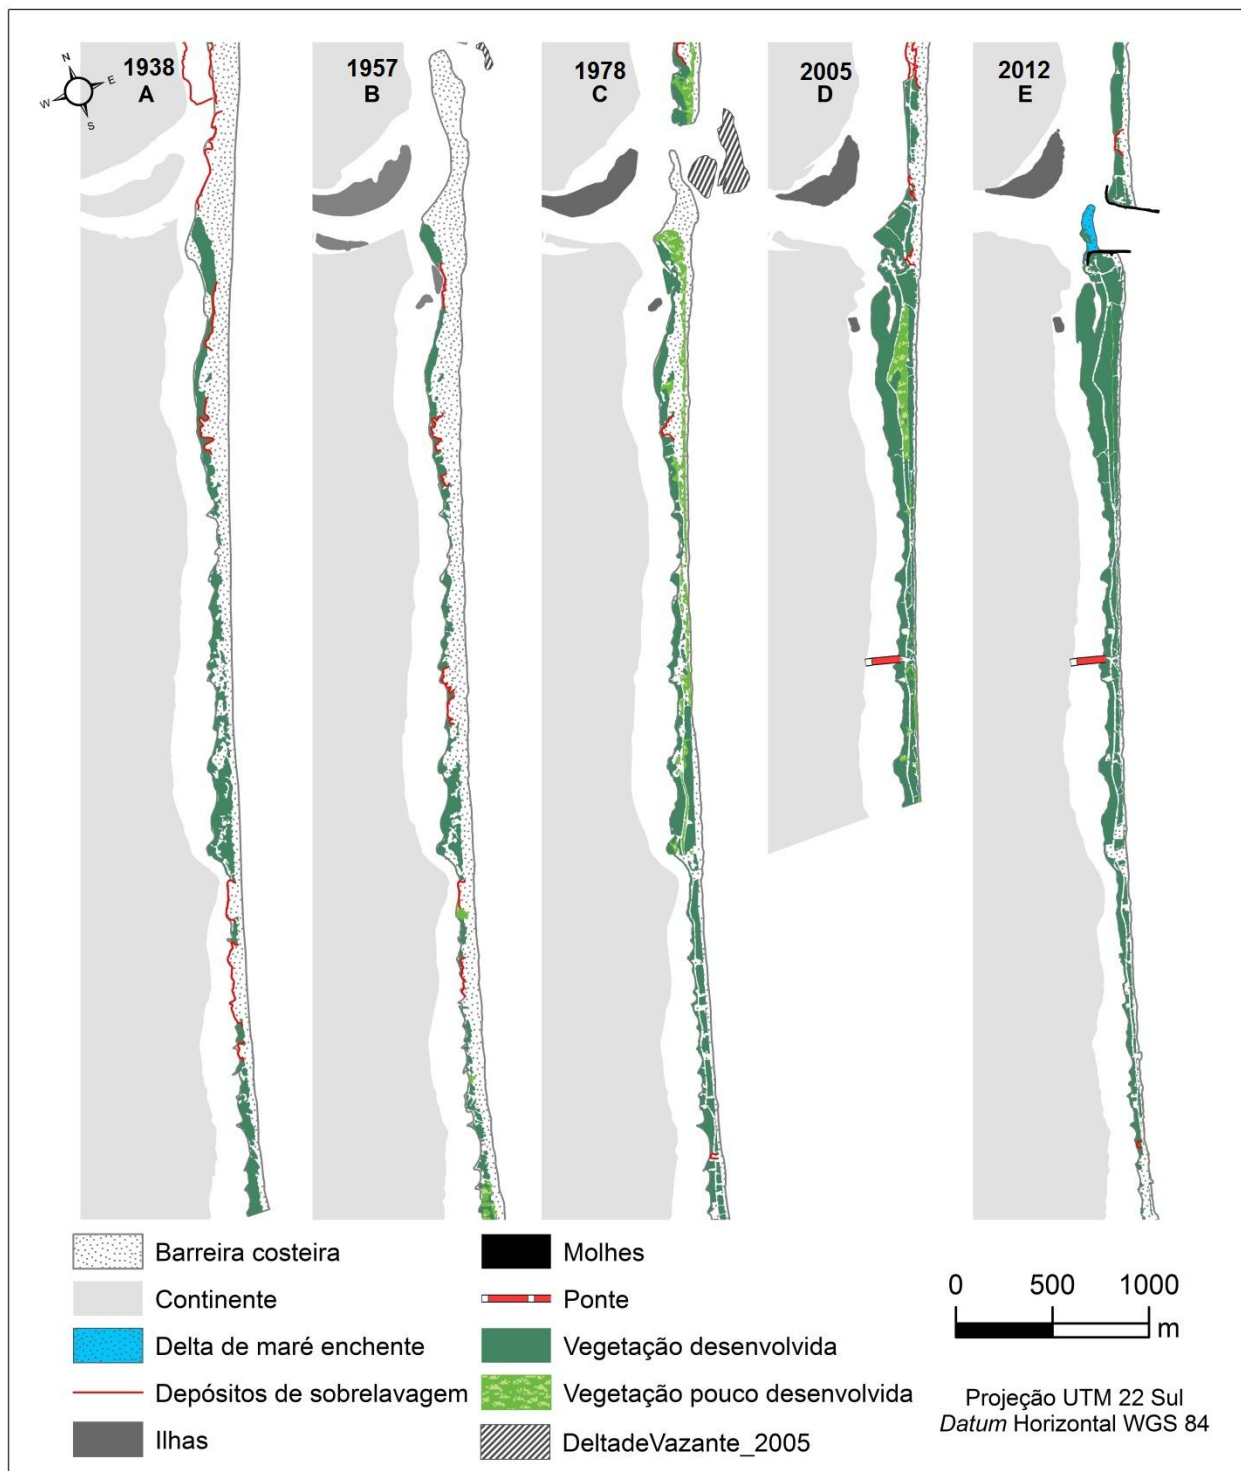 1938
A
1957
B
1978
C
2005
D
2012
E
N
E
W
S
Barreira costeira
Continente
Delta de maré enchente
Depósitos de sobrelavagem
Ilhas
Molhes
Ponte
Vegetação desenvolvida
Vegetação pouco desenvolvida
DeltadeVazante_2005
0 500 1000
m
Projeção UTM 22 Sul
Datum Horizontal WGS 84